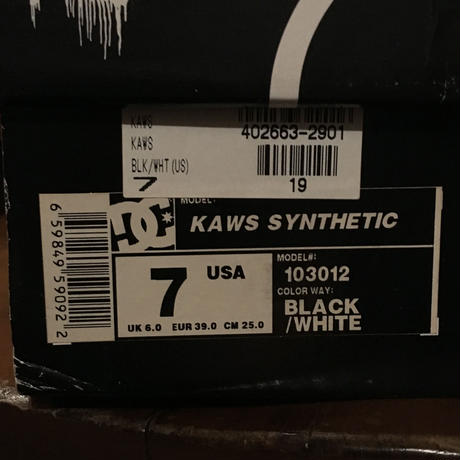 KAWS
402663-2901
KAWS
BLK/WHT(US)
7
19
MODEL:
DC
KAWS SYNTHETIC
7 USA
UK 6.0 EUR 39.0 CM 25.0
MODEL#:
103012
COLOR WAY:
BLACK
/WHITE
6 59849 59092 2